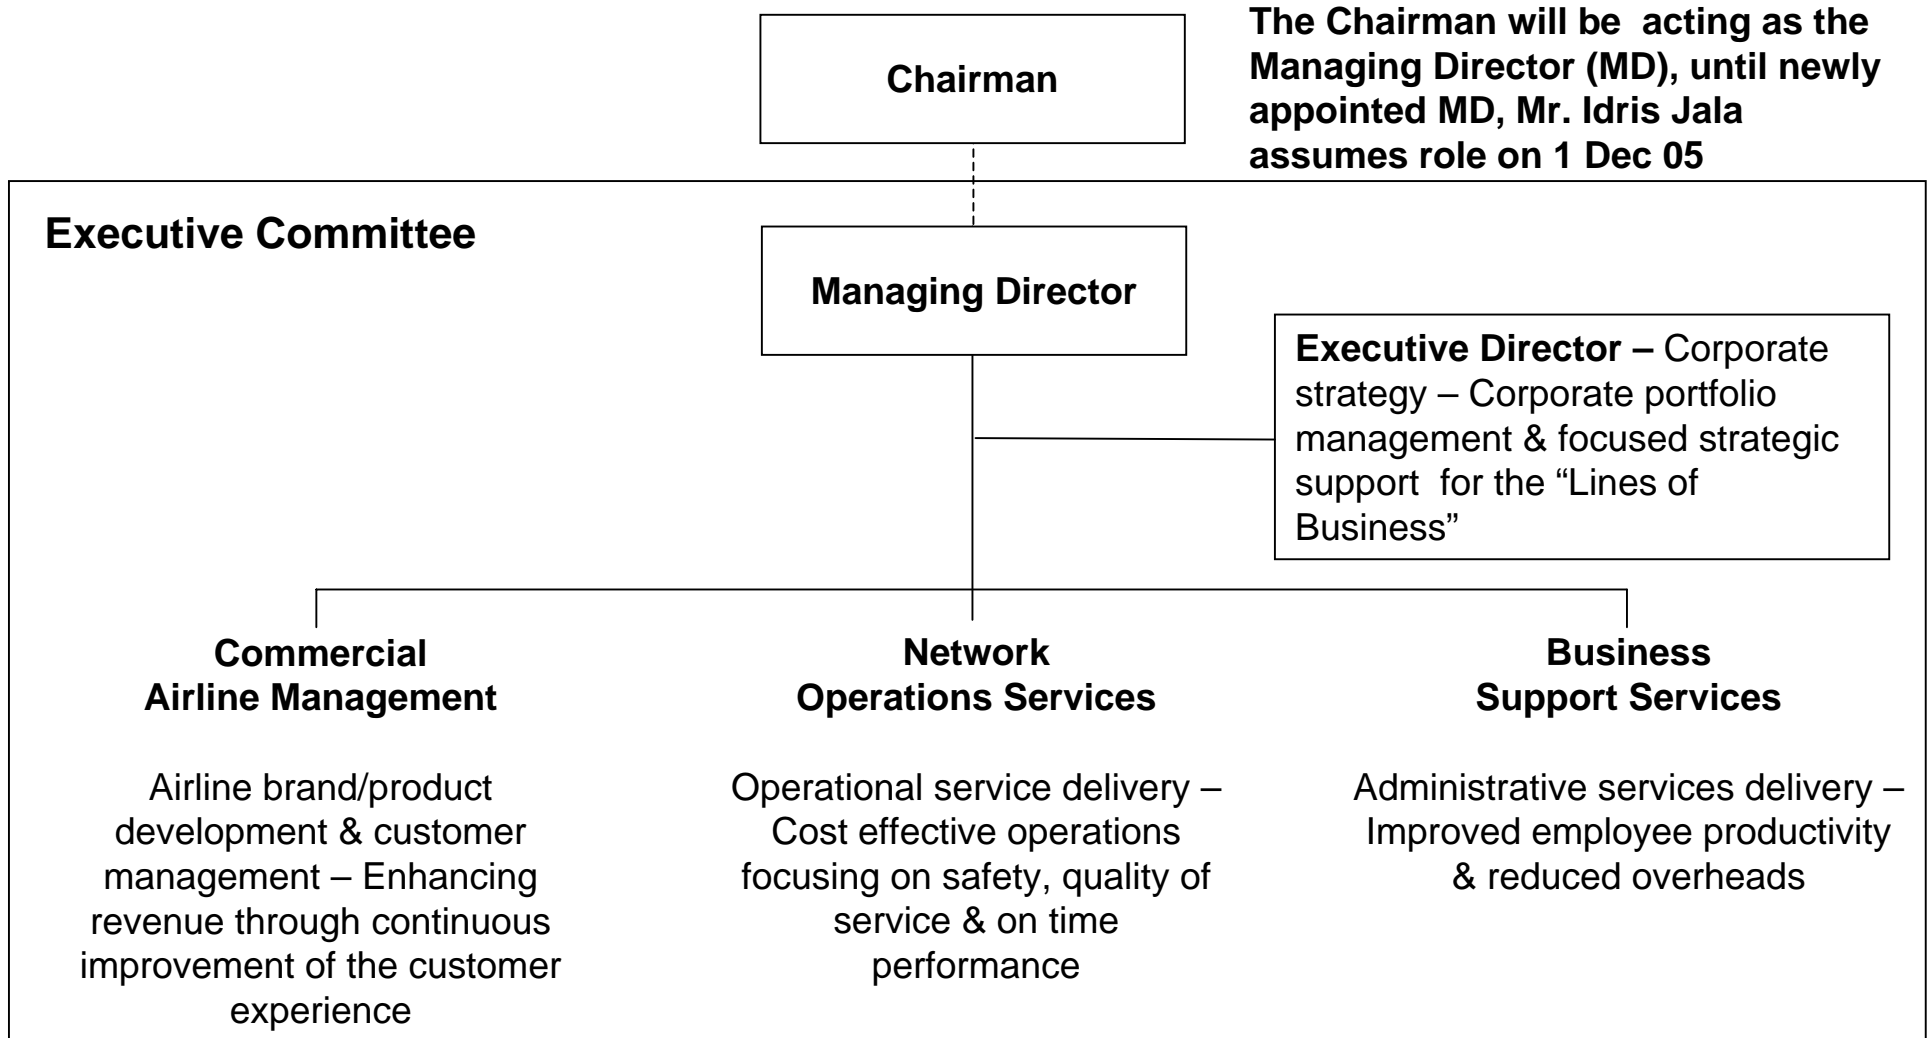 Chairman
The Chairman will be acting as the
Managing Director (MD), until newly
appointed MD, Mr. Idris Jala
assumes role on 1 Dec 05
Executive Committee
Managing Director
Executive Director – Corporate
strategy – Corporate portfolio
management & focused strategic
support for the “Lines of
Business”
Commercial
Airline Management
Airline brand/product
development & customer
management – Enhancing
revenue through continuous
improvement of the customer
experience
Network
Operations Services
Operational service delivery –
Cost effective operations
focusing on safety, quality of
service & on time
performance
Business
Support Services
Administrative services delivery –
Improved employee productivity
& reduced overheads